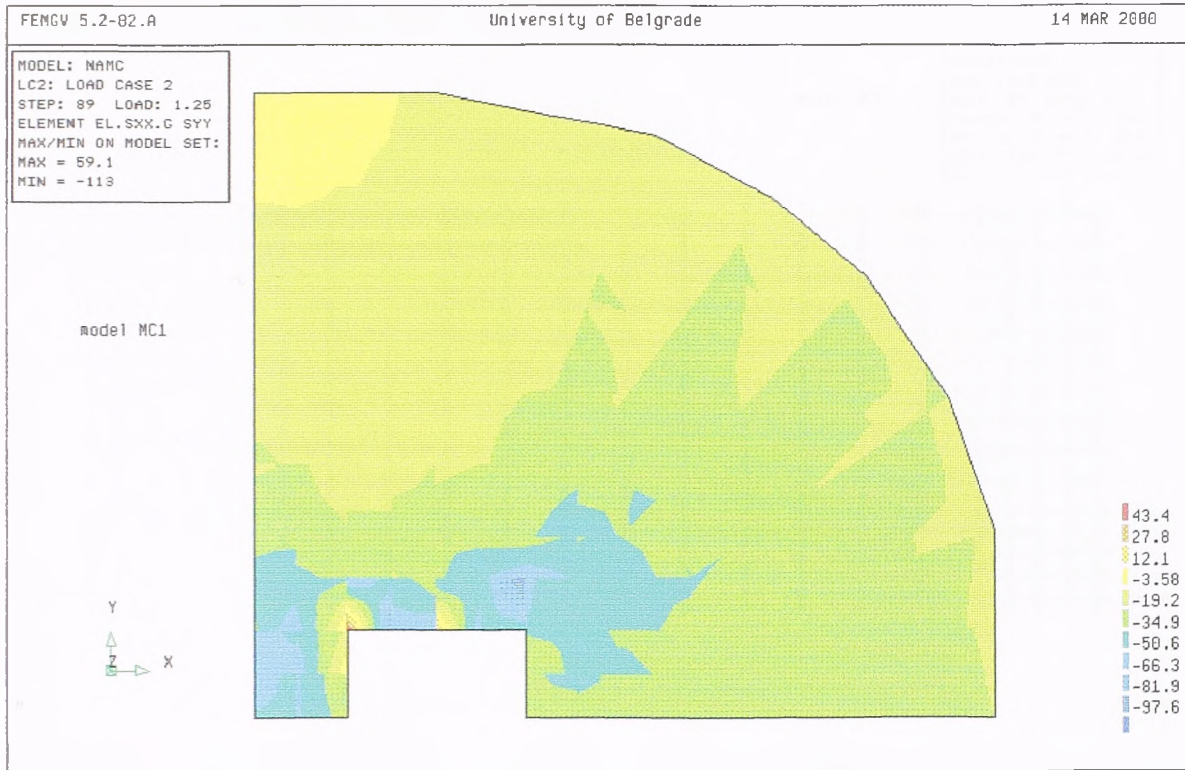 FEMGV 5.2-02.A University of Belgrade 14 MAR 2000
MODEL: NAMC
LC2: LOAD CASE 2
STEP: 89 LOAD: 1.25
ELEMENT EL.SXX.G SYY
MAX/MIN ON MODEL SET:
MAX = 59.1
MIN = -113
model MC1
Y
Z X
43.4
27.8
12.1
-3.58
-19.2
-34.9
-50.6
-66.3
-81.9
-97.6